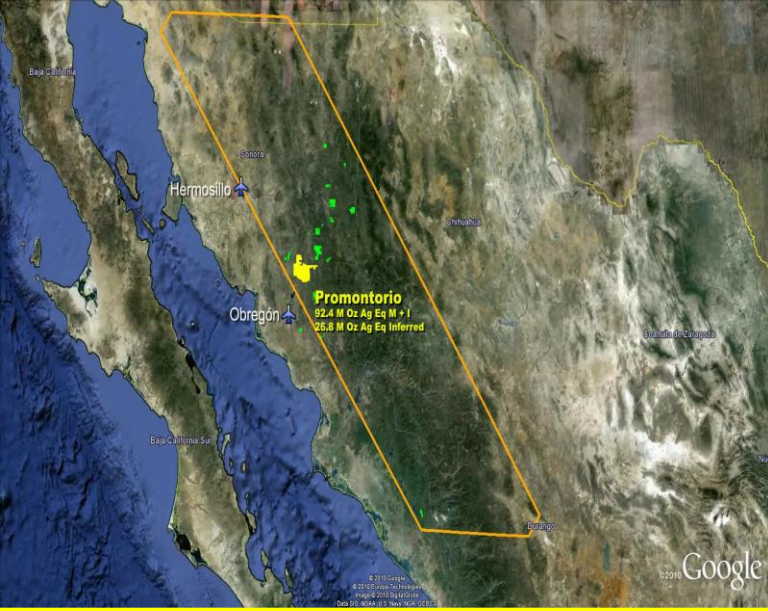 Baja California
Sonora
Hermosillo
Chihuahua
Promontorio
92.4 M Oz Ag Eq M + I
26.8 M Oz Ag Eq Inferred
Obregón
Coahuila de Zaragoza
Baja California Sur
Durango
© 2010 Google
© 2010 Europa Technologies
Image © 2010 DigitalGlobe
Data SIO, NOAA, U.S. Navy, NGA, GEBCO
©2010 Google